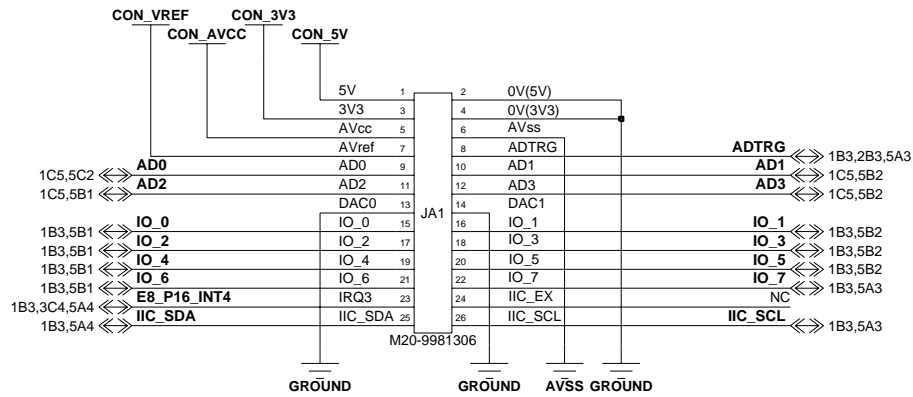 CON_VREF CON_3V3
CON_AVCC CON_5V
5V 1 2 0V(5V)
3V3 3 4 0V(3V3)
AVcc 5 6 AVss
AVref 7 8 ADTRG ADTRG 1B3,2B3,5A3
1C5,5C2 AD0 AD0 9 10 AD1 AD1 1C5,5B2
1C5,5B1 AD2 AD2 11 12 AD3 AD3 1C5,5B2
DAC0 13 JA1 14 DAC1
1B3,5B1 IO_0 IO_0 15 16 IO_1 IO_1 1B3,5B2
1B3,5B1 IO_2 IO_2 17 18 IO_3 IO_3 1B3,5B2
1B3,5B1 IO_4 IO_4 19 20 IO_5 IO_5 1B3,5B2
1B3,5B1 IO_6 IO_6 21 22 IO_7 IO_7 1B3,5A3
1B3,3C4,5A4 E8_P16_INT4 IRQ3 23 24 IIC_EX NC
1B3,5A4 IIC_SDA IIC_SDA 25 26 IIC_SCL IIC_SCL 1B3,5A3
M20-9981306
GROUND GROUND AVSS GROUND